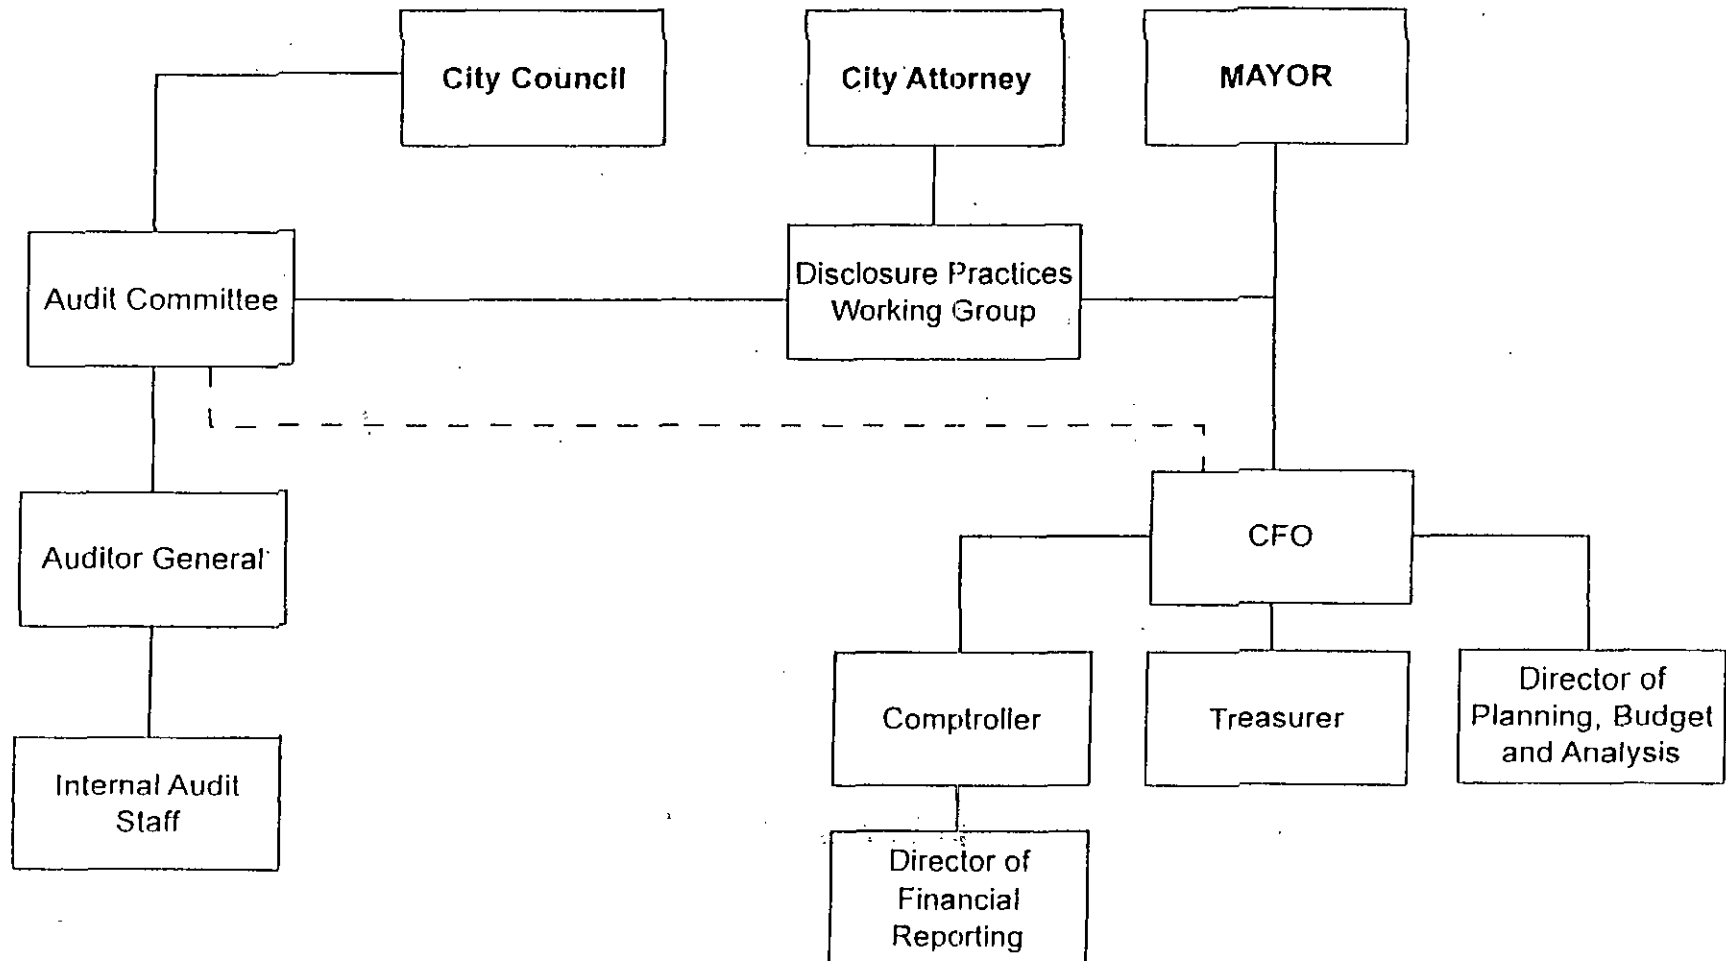 City Council
City Attorney
MAYOR
Audit Committee
Disclosure Practices
Working Group
Auditor General
CFO
Comptroller
Treasurer
Director of
Planning, Budget
and Analysis
Internal Audit
Staff
Director of
Financial
Reporting